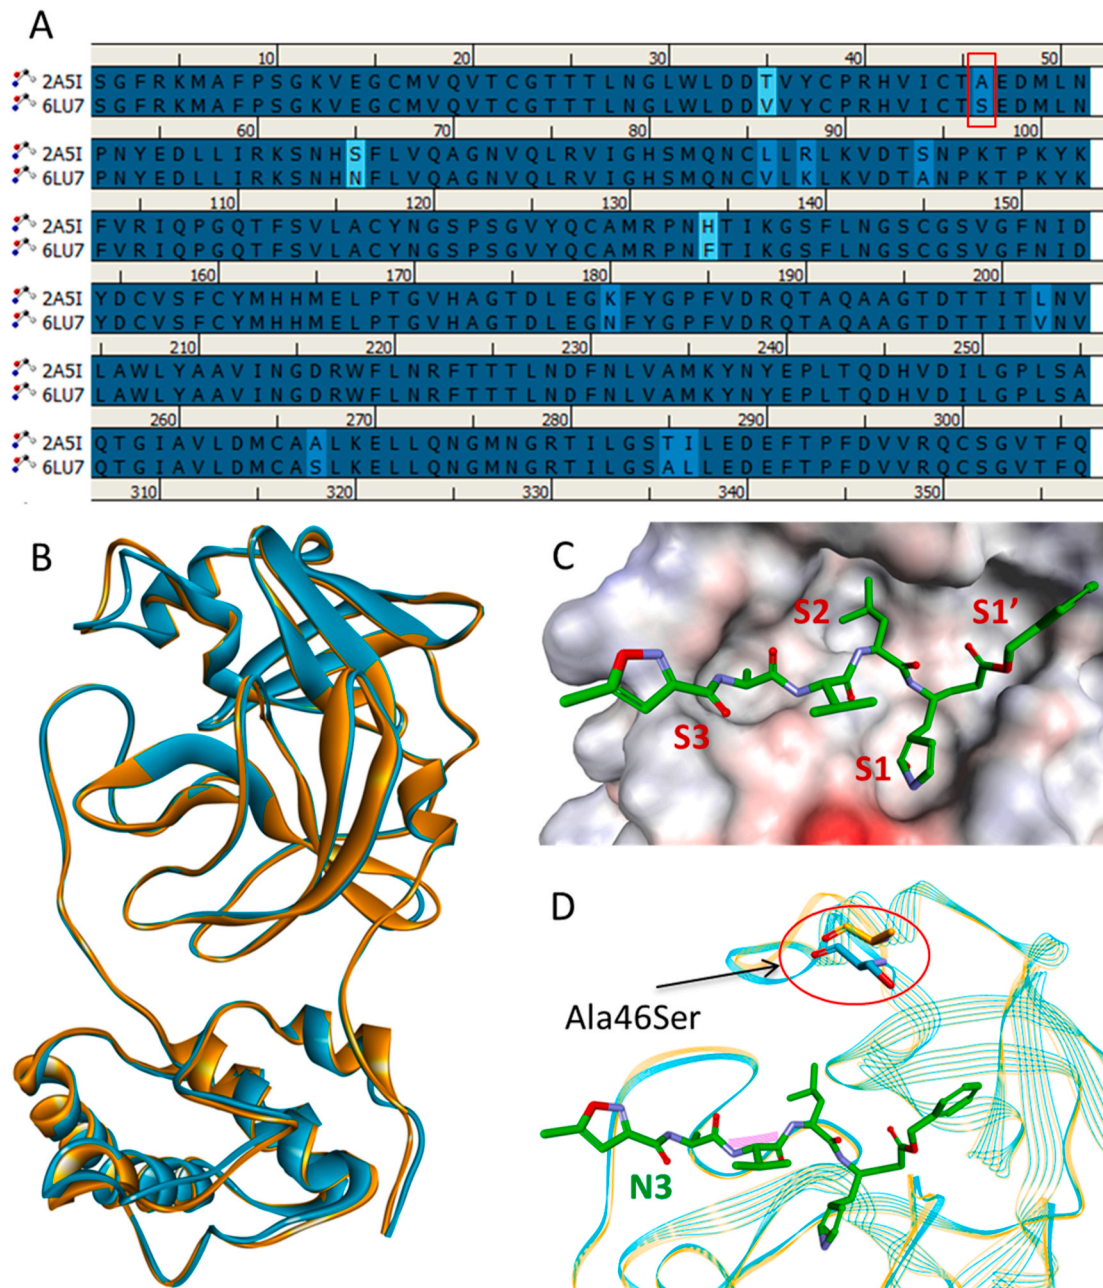 A
10 20 30 40 50
2A5I SGFRKMAFPSGKVEGCMVQVTCGTTTLNGLWLDDTVYCPRHVICTAEDMLN
6LU7 SGFRKMAFPSGKVEGCMVQVTCGTTTLNGLWLDDVVYCPRHVICTSEDMLN
60 70 80 90 100
2A5I PNYEDLLIRKSNHSFLVQAGNVQLRVIGHSMQNCLLRLKVDTSNPKTPKYK
6LU7 PNYEDLLIRKSNHNFLVQAGNVQLRVIGHSMQNCVLKLKVDTANPKTPKYK
110 120 130 140 150
2A5I FVRIQPGQTFSVLACYNGSPSGVYQCAMRPNHTIKGSFLNGSCGSVGFNID
6LU7 FVRIQPGQTFSVLACYNGSPSGVYQCAMRPNFTIKGSFLNGSCGSVGFNID
160 170 180 190 200
2A5I YDCVSFCYMHHMELPTGVHAGTDLEGKFYGPFVDRQTAQAAGTDTTITLNV
6LU7 YDCVSFCYMHHMELPTGVHAGTDLEGNFYGPFVDRQTAQAAGTDTTITVNV
210 220 230 240 250
2A5I LAWLYAAVINGDRWFLNRFTTTLNDFNLVAMKYNYEPLTQDHVDILGPLSA
6LU7 LAWLYAAVINGDRWFLNRFTTTLNDFNLVAMKYNYEPLTQDHVDILGPLSA
260 270 280 290 300
2A5I QTGIAVLDMCAALKELLQNGMNGRTILGSTILEDEFTPFDVVRQCSGVTFQ
6LU7 QTGIAVLDMCASLKELLQNGMNGRTILGSALLEDEFTPFDVVRQCSGVTFQ
310 320 330 340 350
B
C
S2
S1’
S3
S1
D
Ala46Ser
N3